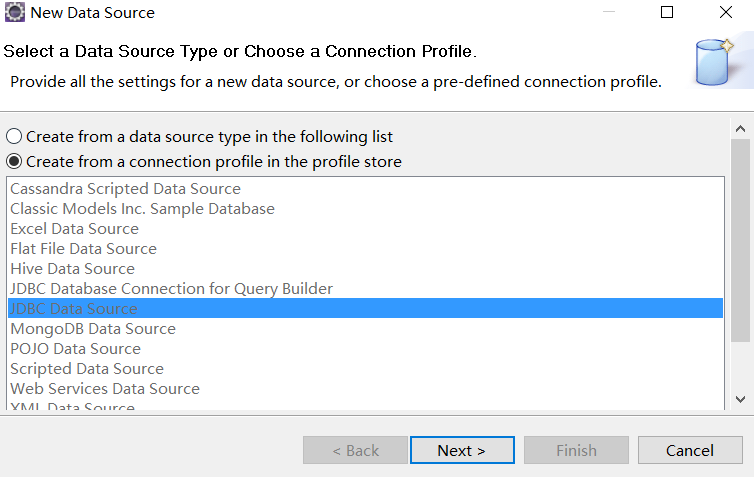 New Data Source
Select a Data Source Type or Choose a Connection Profile.
Provide all the settings for a new data source, or choose a pre-defined connection profile.
Create from a data source type in the following list
Create from a connection profile in the profile store
Cassandra Scripted Data Source
Classic Models Inc. Sample Database
Excel Data Source
Flat File Data Source
Hive Data Source
JDBC Database Connection for Query Builder
JDBC Data Source
MongoDB Data Source
POJO Data Source
Scripted Data Source
Web Services Data Source
XML Data Source
< Back
Next >
Finish
Cancel